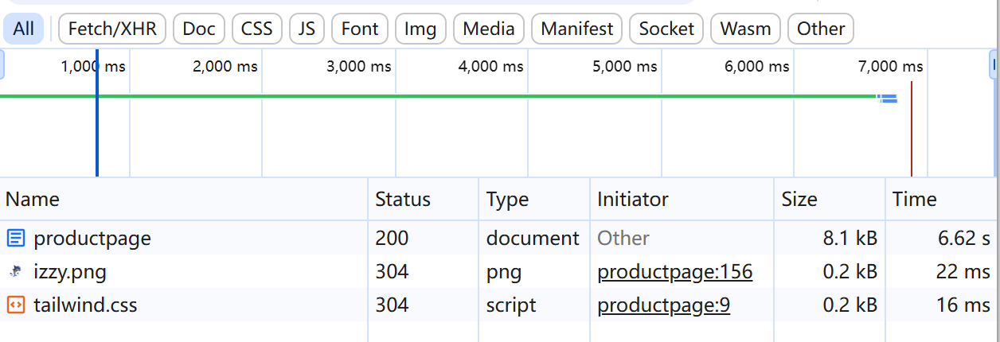 All Fetch/XHR Doc CSS JS Font Img Media Manifest Socket Wasm Other
1,000 ms 2,000 ms 3,000 ms 4,000 ms 5,000 ms 6,000 ms 7,000 ms
Name Status Type Initiator Size Time
productpage 200 document Other 8.1 kB 6.62 s
izzy.png 304 png productpage:156 0.2 kB 22 ms
tailwind.css 304 script productpage:9 0.2 kB 16 ms